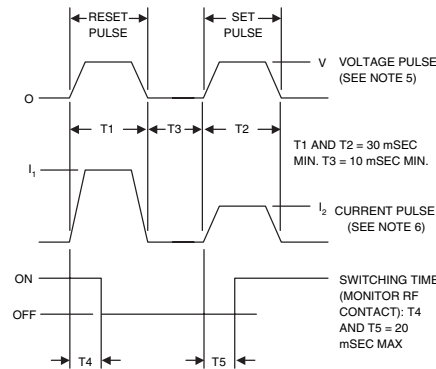 RESET
PULSE
SET
PULSE
V
VOLTAGE PULSE
(SEE NOTE 5)
O
T1
T3
T2
T1 AND T2 = 30 mSEC
MIN. T3 = 10 mSEC MIN.
I1
I2
CURRENT PULSE
(SEE NOTE 6)
ON
OFF
SWITCHING TIME
(MONITOR RF
CONTACT): T4
AND T5 = 20
mSEC MAX
T4
T5